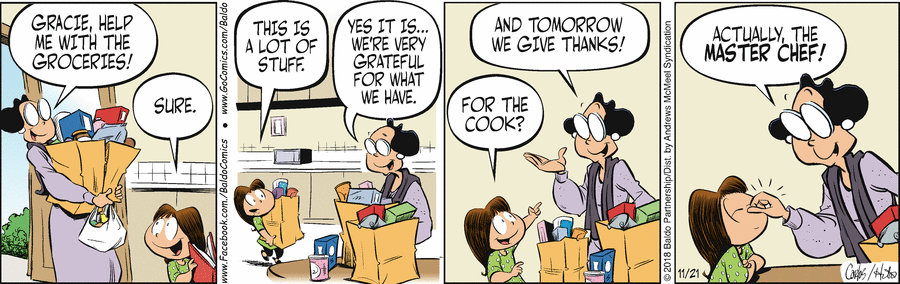 GRACIE, HELP
ME WITH THE
GROCERIES!
SURE.
www.Facebook.com/BaldoComics • www.GoComics.com/Baldo
THIS IS
A LOT OF
STUFF.
YES IT IS...
WE'RE VERY
GRATEFUL
FOR WHAT
WE HAVE.
AND TOMORROW
WE GIVE THANKS!
FOR THE
COOK?
© 2018 Baldo Partnership/Dist. by Andrews McMeel Syndication
ACTUALLY, THE
MASTER CHEF!
11/21